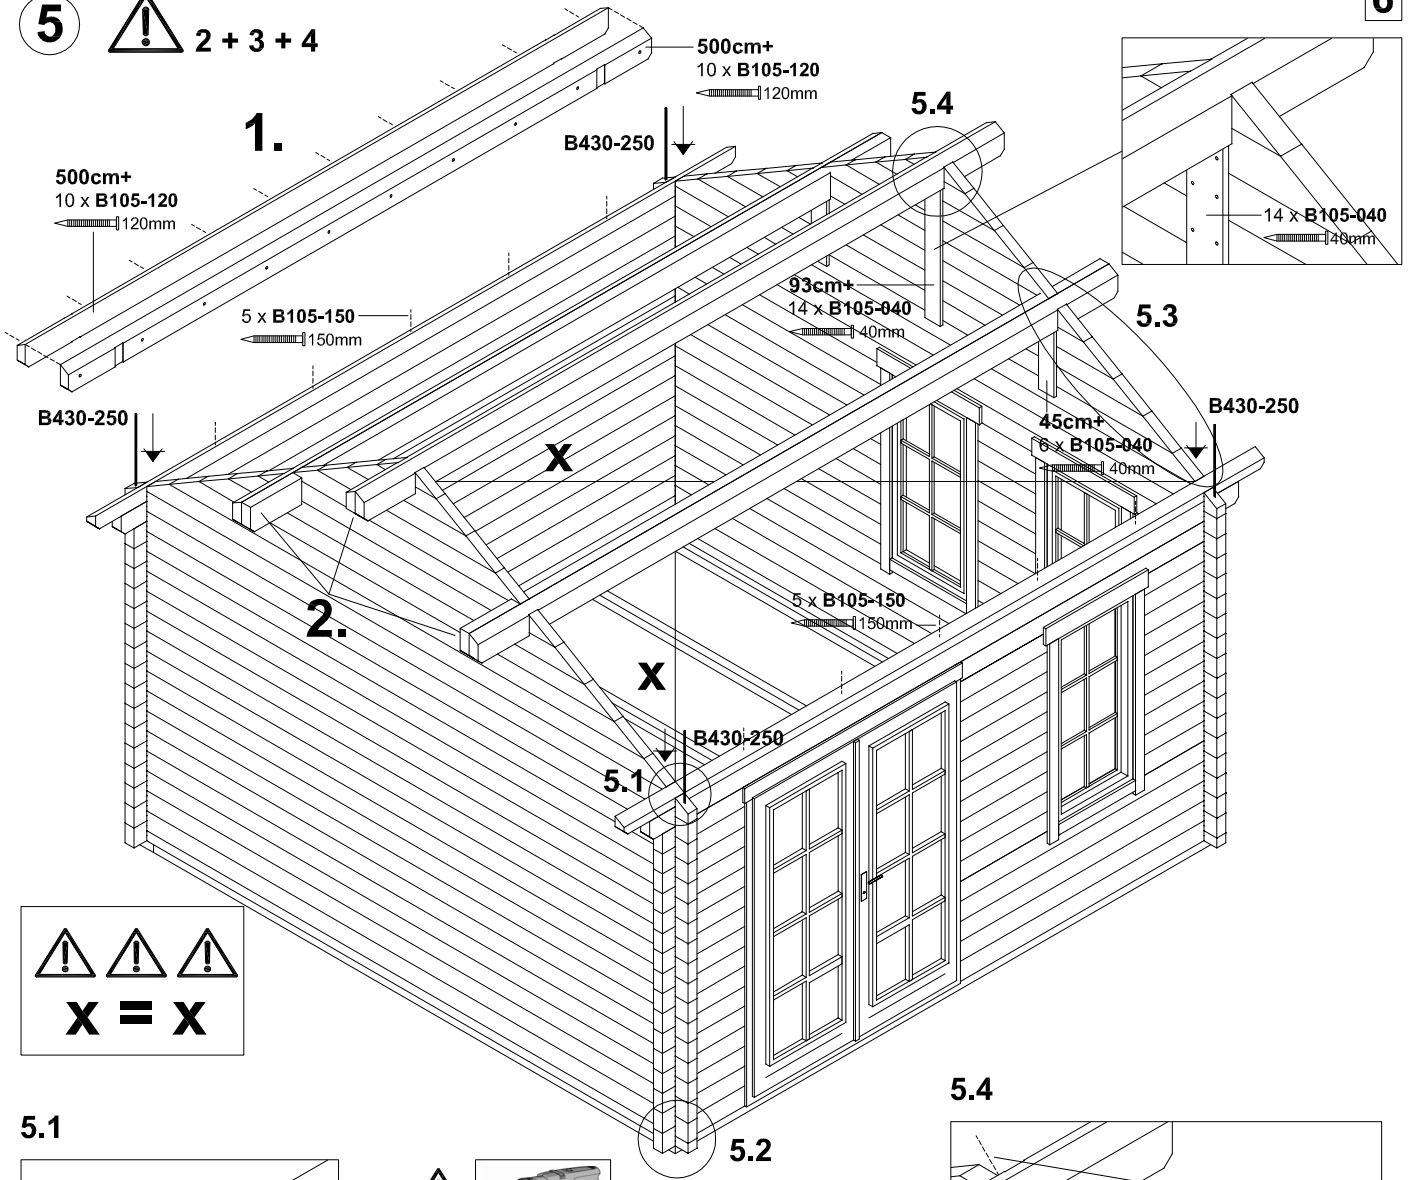 5
2 + 3 + 4
6
1.
500cm+
10 x B105-120
120mm
B430-250
5.4
500cm+
10 x B105-120
120mm
14 x B105-040
40mm
5 x B105-150
150mm
93cm+
14 x B105-040
40mm
5.3
B430-250
45cm+
6 x B105-040
40mm
B430-250
x
2.
5 x B105-150
150mm
x
B430-250
5.1
x = x
5.4
5.1
5.2